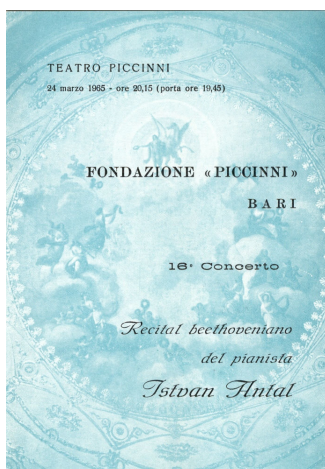 TEATRO PICCINNI
24 marzo 1965 - ore 20,15 (porta ore 19,45)
FONDAZIONE «PICCINNI»
BARI
16° Concerto
Recital beethoveniano
del pianista
Istvan Antal